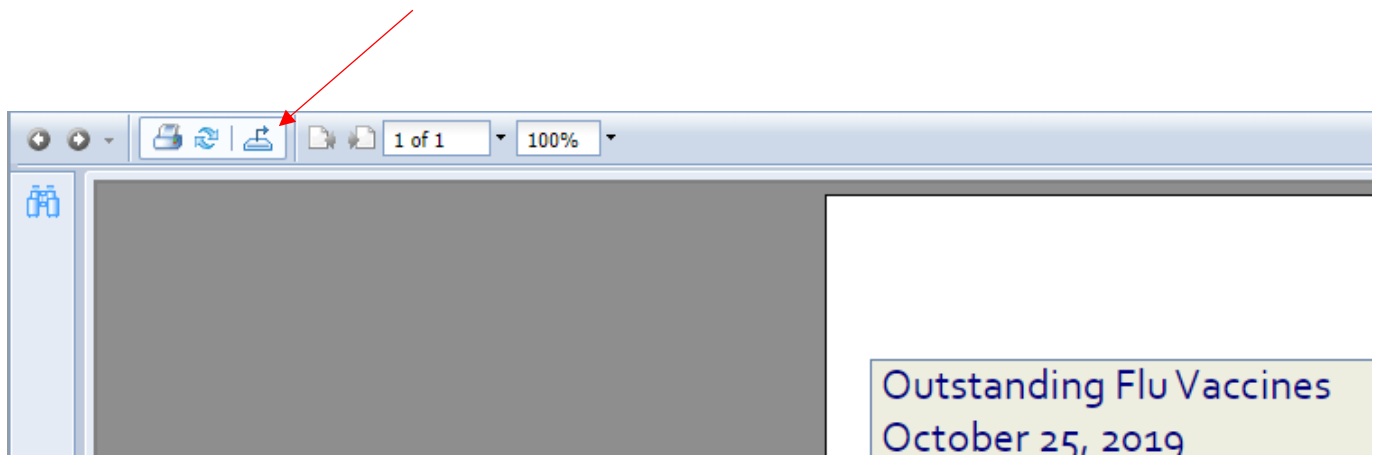 1 of 1 100%
Outstanding Flu Vaccines
October 25, 2019